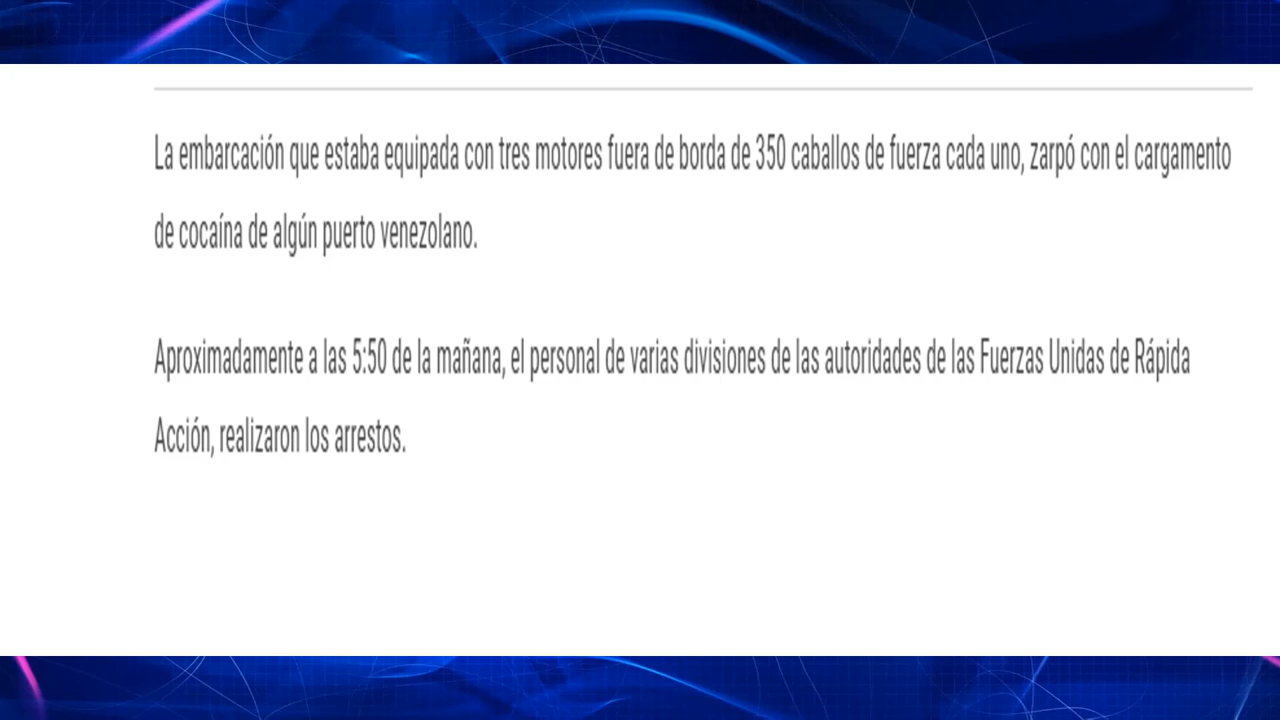 La embarcación que estaba equipada con tres motores fuera de borda de 350 caballos de fuerza cada uno, zarpó con el cargamento
de cocaína de algún puerto venezolano.
Aproximadamente a las 5:50 de la mañana, el personal de varias divisiones de las autoridades de las Fuerzas Unidas de Rápida
Acción, realizaron los arrestos.